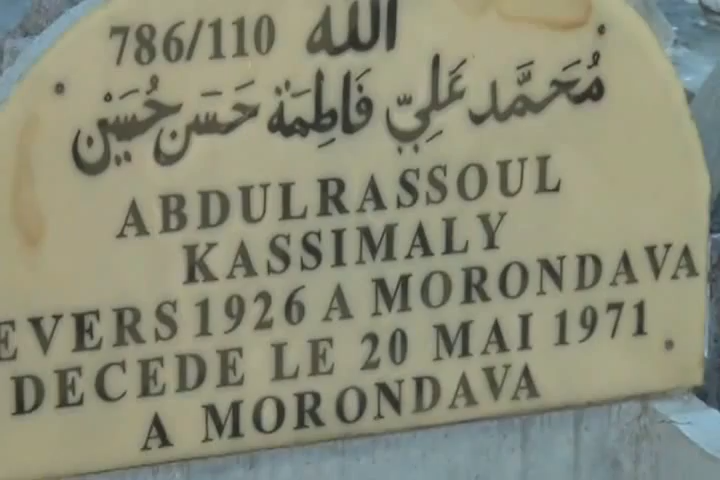 786/110 الله
مُحَمَّد عَلِيّ فَاطِمَة حَسَن حُسَيْن
ABDULRASSOUL
KASSIMALY
EVERS 1926 A MORONDAVA
DECEDE LE 20 MAI 1971
A MORONDAVA